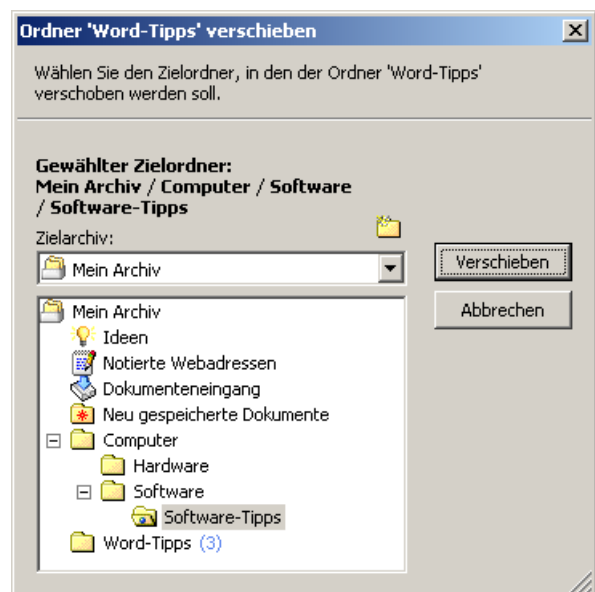 Ordner 'Word-Tipps' verschieben
Wählen Sie den Zielordner, in den der Ordner 'Word-Tipps'
verschoben werden soll.
Gewählter Zielordner:
Mein Archiv / Computer / Software
/ Software-Tipps
Zielarchiv:
Mein Archiv
Verschieben
Abbrechen
Mein Archiv
Ideen
Notierte Webadressen
Dokumenteneingang
Neu gespeicherte Dokumente
Computer
Hardware
Software
Software-Tipps
Word-Tipps (3)